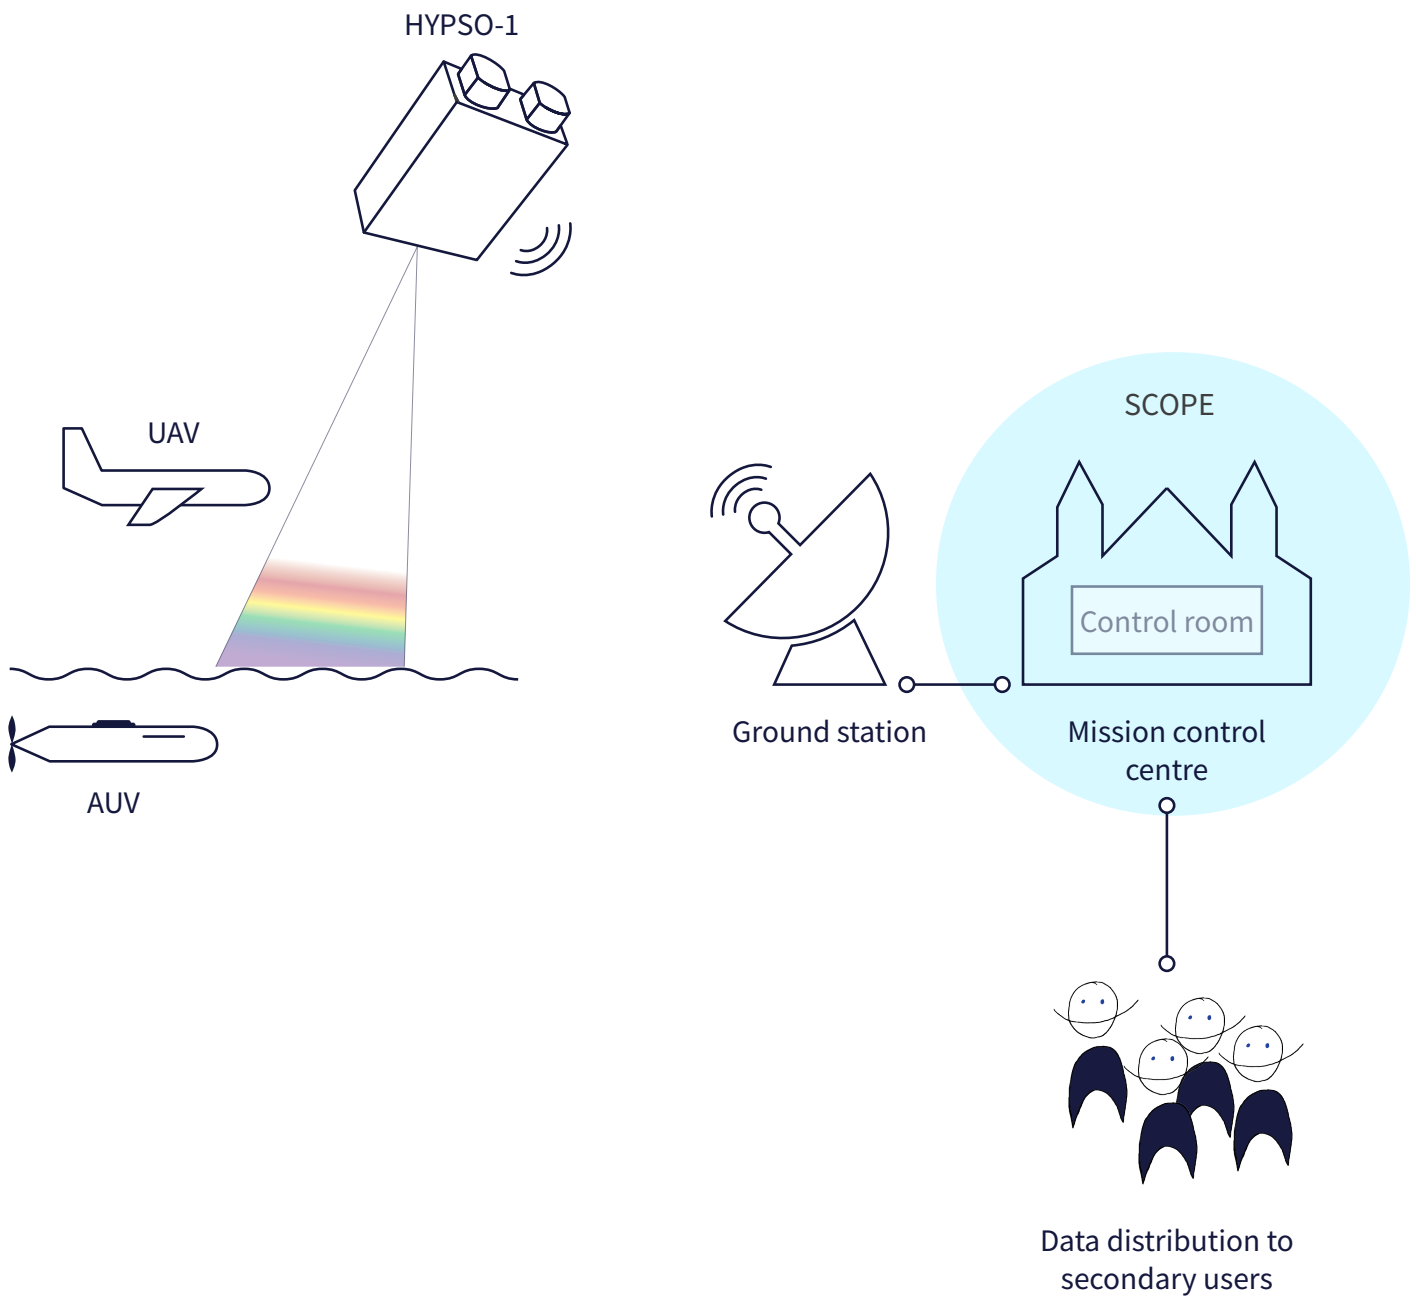 HYPSO-1
UAV
SCOPE
Control room
Ground station
Mission control
centre
AUV
Data distribution to
secondary users